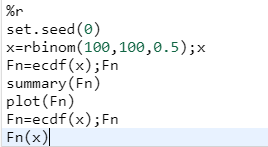 %r
set.seed(0)
x=rbinom(100,100,0.5);x
Fn=ecdf(x);Fn
summary(Fn)
plot(Fn)
Fn=ecdf(x);Fn
Fn(x)